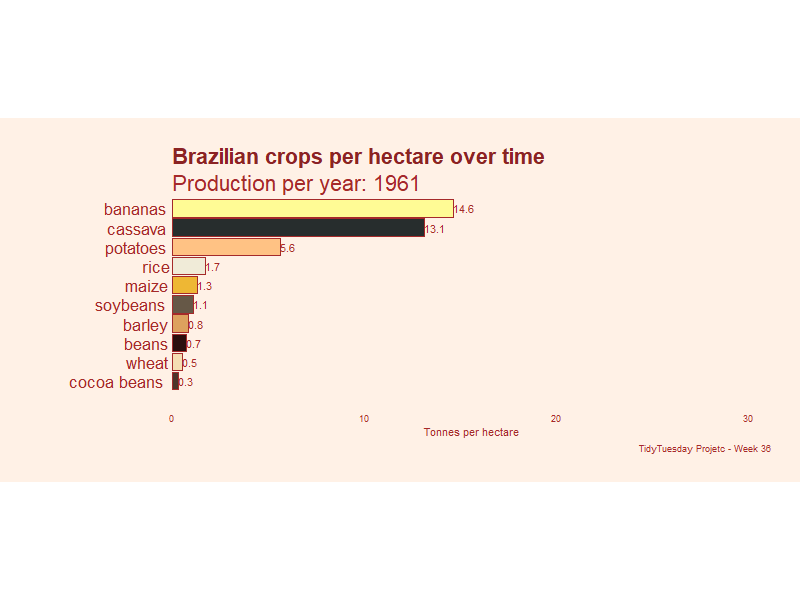 Brazilian crops per hectare over time
Production per year: 1961
bananas 14.6
cassava 13.1
potatoes 5.6
rice 1.7
maize 1.3
soybeans 1.1
barley 0.8
beans 0.7
wheat 0.5
cocoa beans 0.3
0 10 20 30
Tonnes per hectare
TidyTuesday Projetc - Week 36